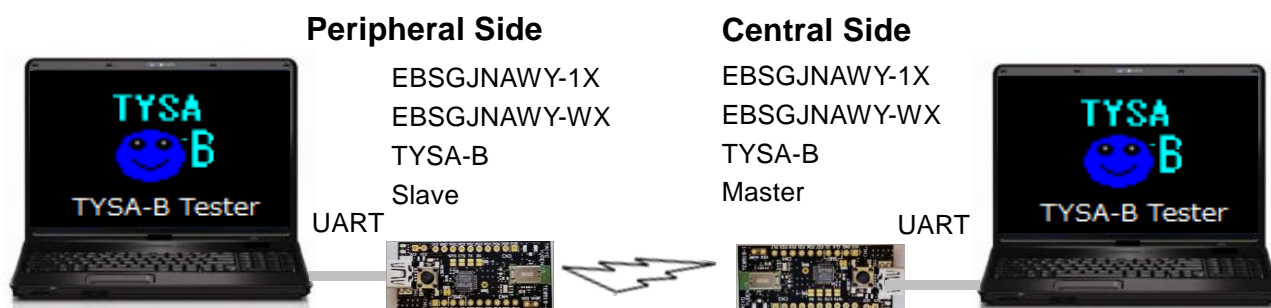 Peripheral Side
Central Side
EBSGJNAWY-1X
EBSGJNAWY-WX
TYSA-B
Slave
EBSGJNAWY-1X
EBSGJNAWY-WX
TYSA-B
Master
TYSA
-B
TYSA-B Tester
UART
UART
TYSA
-B
TYSA-B Tester